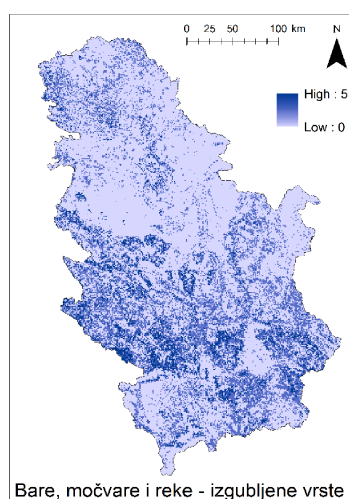 0 25 50 100 km
N
High : 5
Low : 0
Bare, močvare i reke - izgubljene vrste